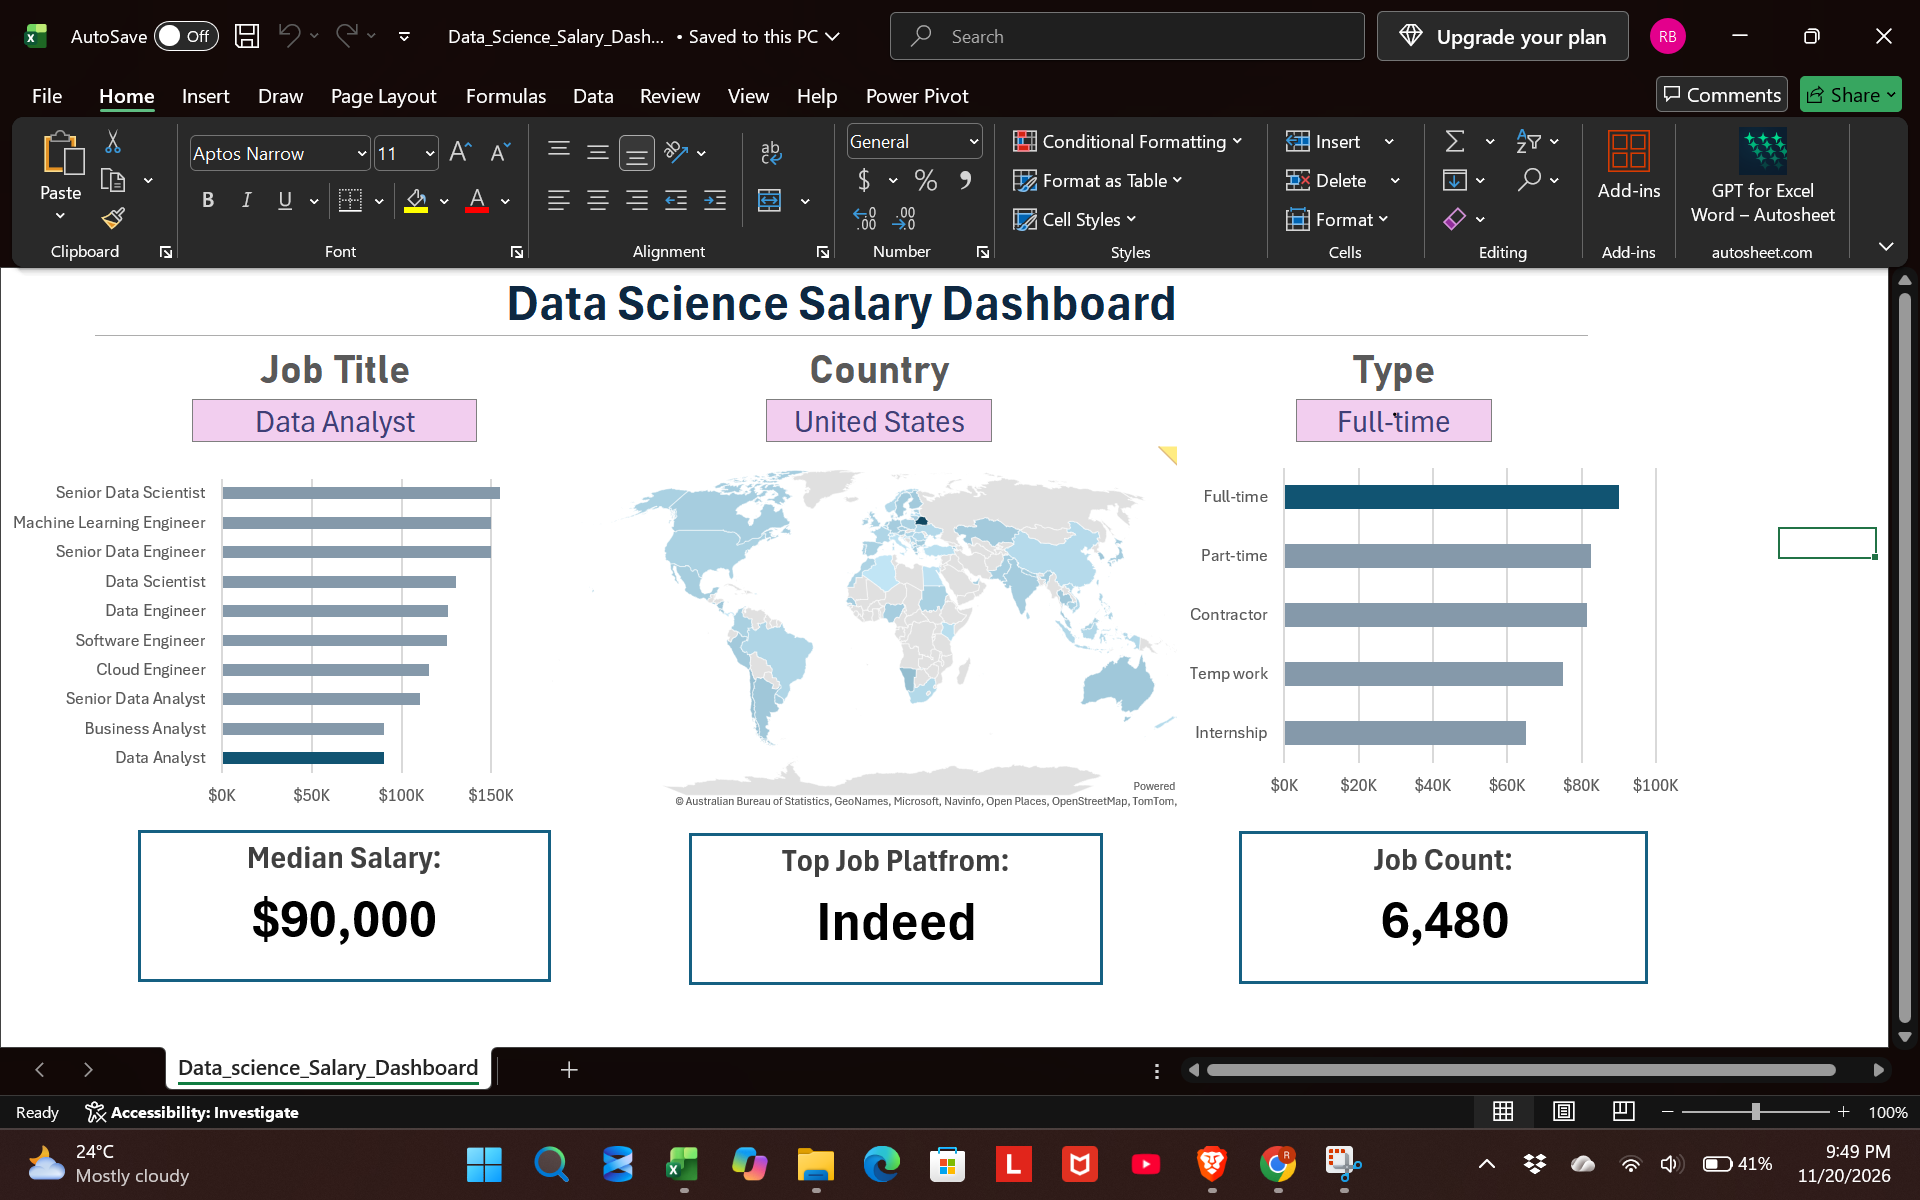 AutoSave Off
Data_Science_Salary_Dash... • Saved to this PC
Search
Upgrade your plan
RB
File Home Insert Draw Page Layout Formulas Data Review View Help Power Pivot
Comments Share
Paste
Clipboard
Aptos Narrow 11
B I U
Font
ab
Alignment
General
$ % 9
Number
Conditional Formatting
Format as Table
Cell Styles
Styles
Insert
Delete
Format
Cells
Editing
Add-ins
Add-ins
GPT for Excel
Word – Autosheet
autosheet.com
Data Science Salary Dashboard
Job Title
Data Analyst
Country
United States
Type
Full-time
Senior Data Scientist
Machine Learning Engineer
Senior Data Engineer
Data Scientist
Data Engineer
Software Engineer
Cloud Engineer
Senior Data Analyst
Business Analyst
Data Analyst
$0K $50K $100K $150K
Powered
© Australian Bureau of Statistics, GeoNames, Microsoft, Navinfo, Open Places, OpenStreetMap, TomTom,
Full-time
Part-time
Contractor
Temp work
Internship
$0K $20K $40K $60K $80K $100K
Median Salary:
$90,000
Top Job Platfrom:
Indeed
Job Count:
6,480
Data_science_Salary_Dashboard
Ready Accessibility: Investigate
100%
24°C
Mostly cloudy
41%
9:49 PM
11/20/2026